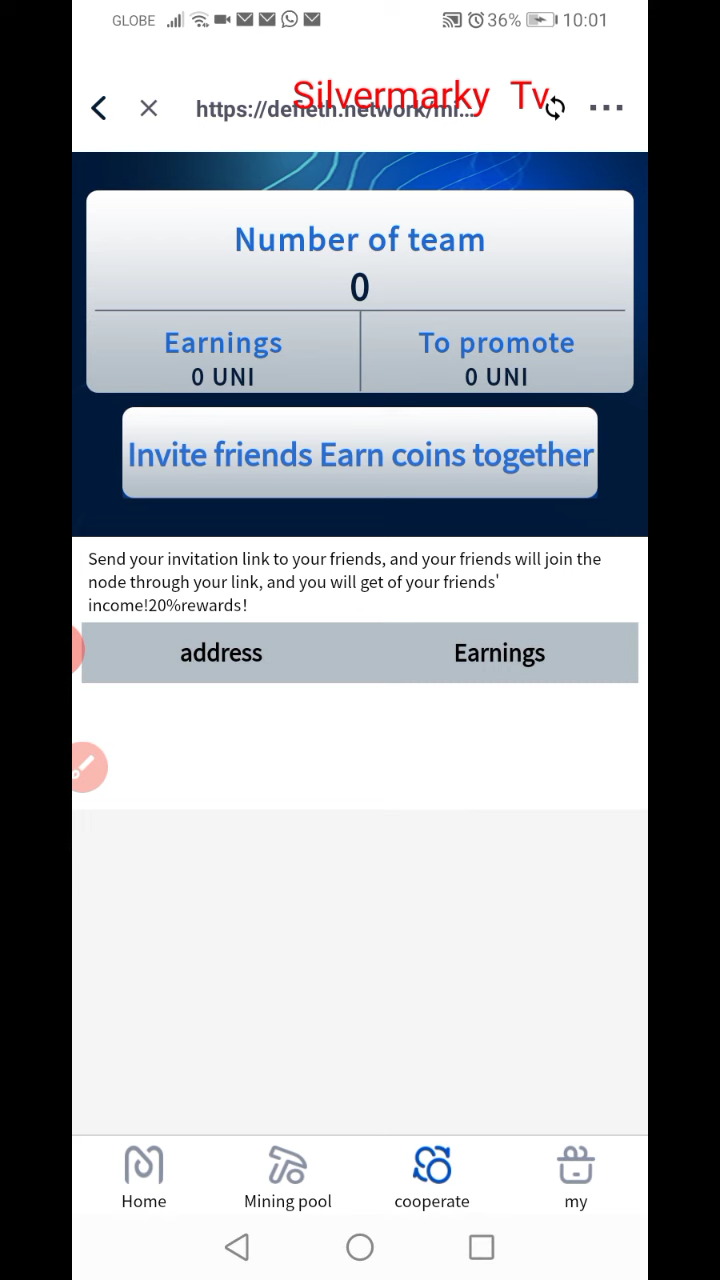 GLOBE 36% 10:01
Silvermarky Tv
https://defieth.network/mi...
Number of team
0
Earnings To promote
0 UNI 0 UNI
Invite friends Earn coins together
Send your invitation link to your friends, and your friends will join the
node through your link, and you will get of your friends'
income!20%rewards!
address Earnings
Home Mining pool cooperate my